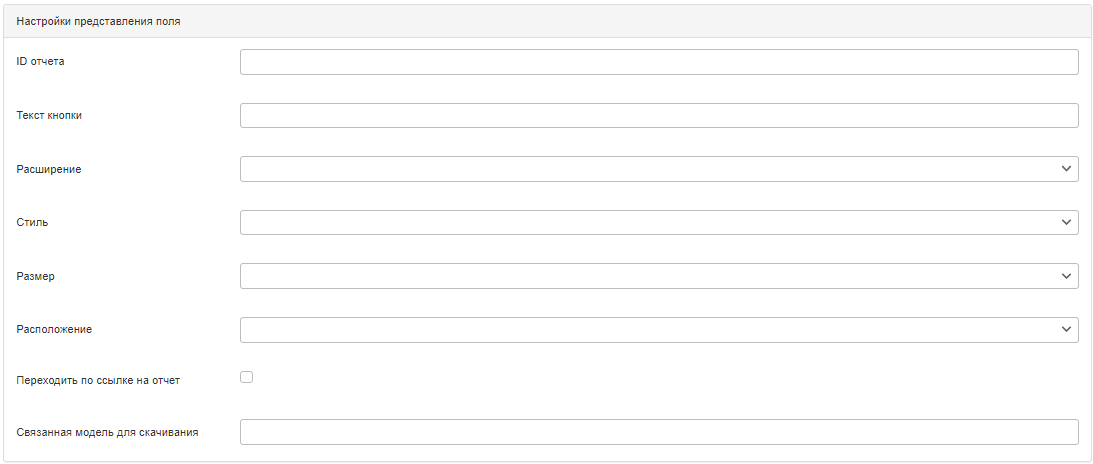 Настройки представления поля
ID отчета
Текст кнопки
Расширение
Стиль
Размер
Расположение
Переходить по ссылке на отчет
Связанная модель для скачивания